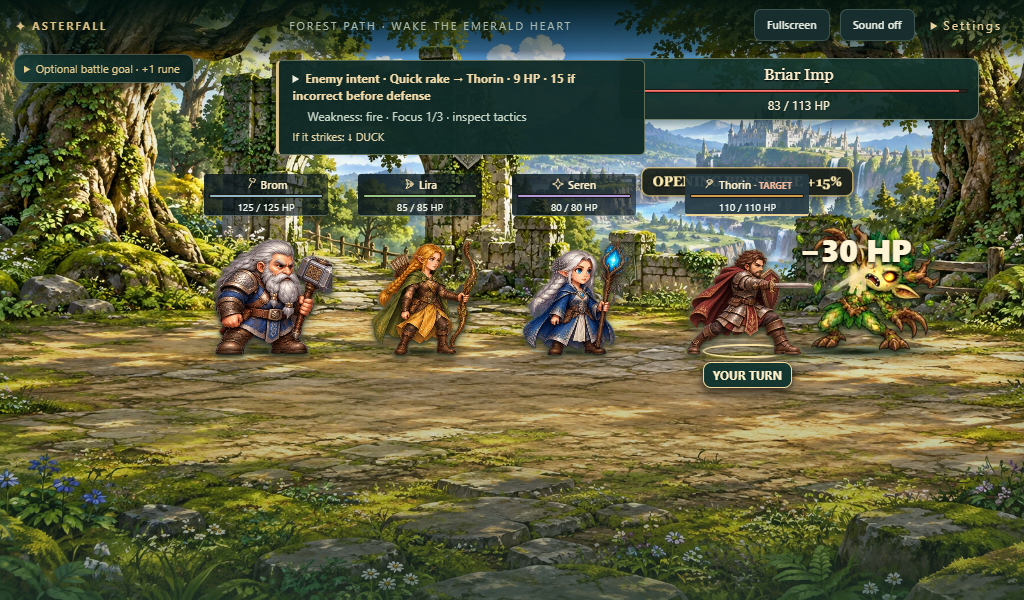 ✦ ASTERFALL
FOREST PATH · WAKE THE EMERALD HEART
Fullscreen
Sound off
▶ Settings
▶ Optional battle goal · +1 rune
▶ Enemy intent · Quick rake → Thorin · 9 HP · 15 if
incorrect before defense
Weakness: fire · Focus 1/3 · inspect tactics
If it strikes: ↓ DUCK
Briar Imp
83 / 113 HP
Brom
125 / 125 HP
Lira
85 / 85 HP
Seren
80 / 80 HP
Thorin · TARGET
110 / 110 HP
+15%
−30 HP
YOUR TURN